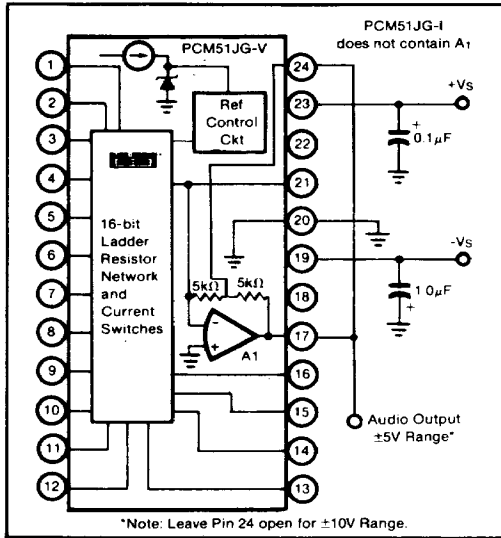 PCM51JG-V
PCM51JG-I
does not contain A1
1
2
3
4
5
6
7
8
9
10
11
12
24
23
22
21
20
19
18
17
16
15
14
13
Ref
Control
Ckt
16-bit
Ladder
Resistor
Network
and
Current
Switches
5kΩ
5kΩ
-
+
A1
+VS
+
0.1μF
-VS
1 0μF
+
Audio Output
±5V Range*
*Note: Leave Pin 24 open for ±10V Range.